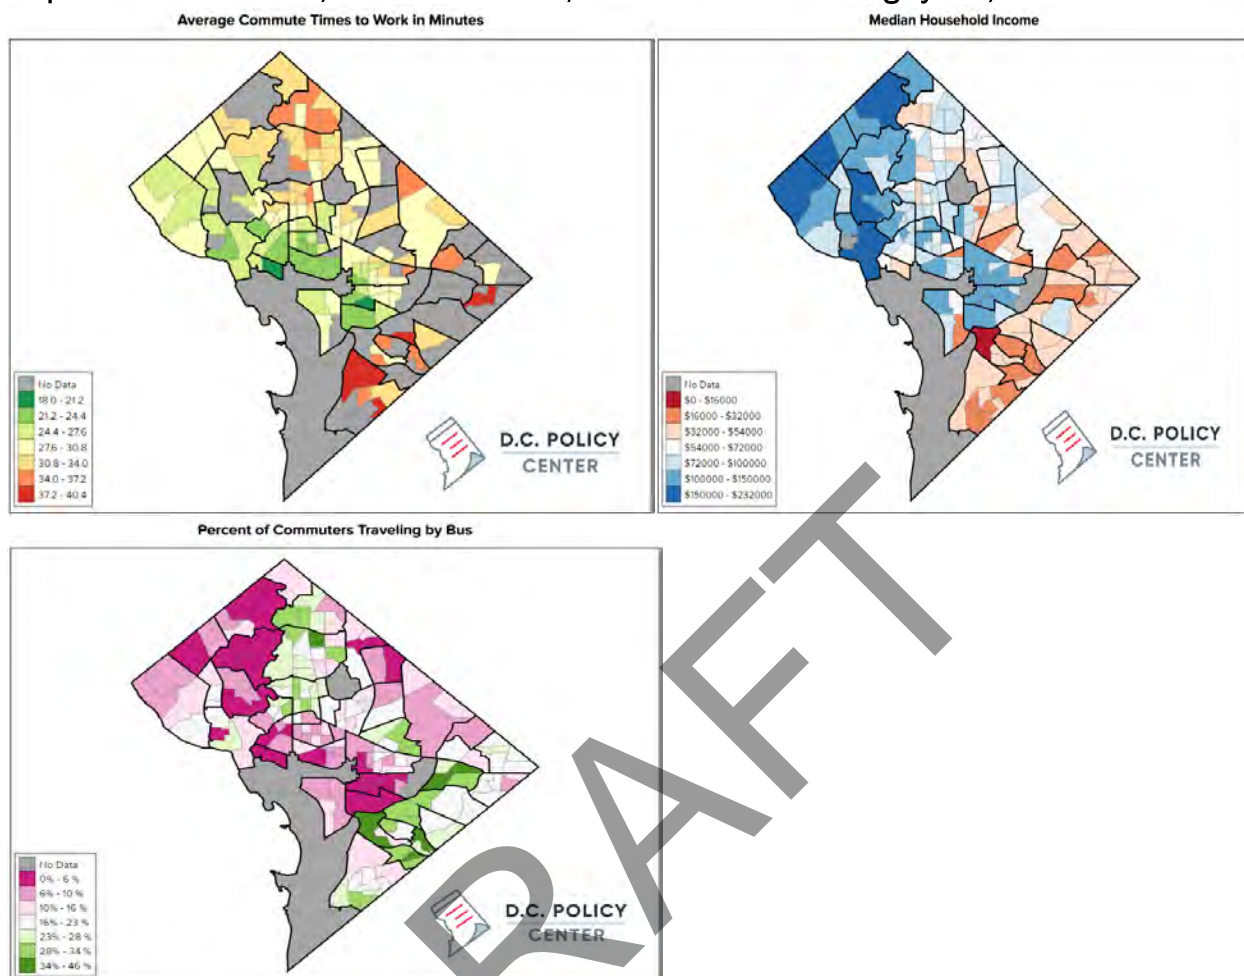 Average Commute Times to Work in Minutes
No Data
18.0 - 21.2
21.2 - 24.4
24.4 - 27.6
27.6 - 30.8
30.8 - 34.0
34.0 - 37.2
37.2 - 40.4
D.C. POLICY
CENTER
Median Household Income
No Data
$0 - $16000
$16000 - $32000
$32000 - $54000
$54000 - $72000
$72000 - $100000
$100000 - $150000
$150000 - $232000
D.C. POLICY
CENTER
Percent of Commuters Traveling by Bus
No Data
0% - 6 %
6% - 10 %
10% - 16 %
16% - 23 %
23% - 28 %
28% - 34 %
34% - 46 %
D.C. POLICY
CENTER
RAFT